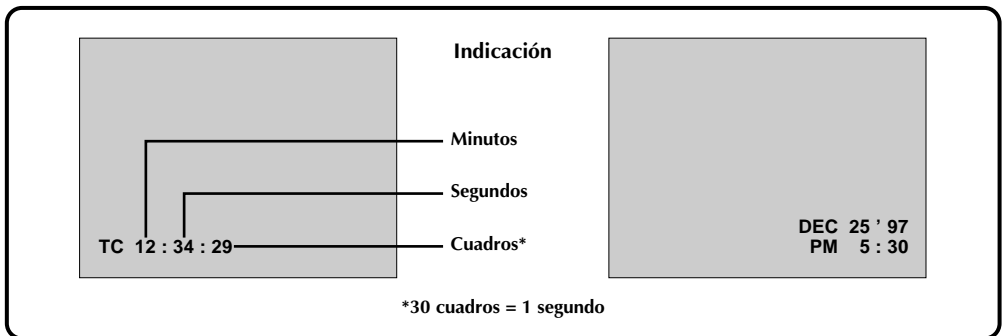 Indicación
Minutos
Segundos
TC 12 : 34 : 29
Cuadros*
DEC 25 ' 97
PM 5 : 30
*30 cuadros = 1 segundo